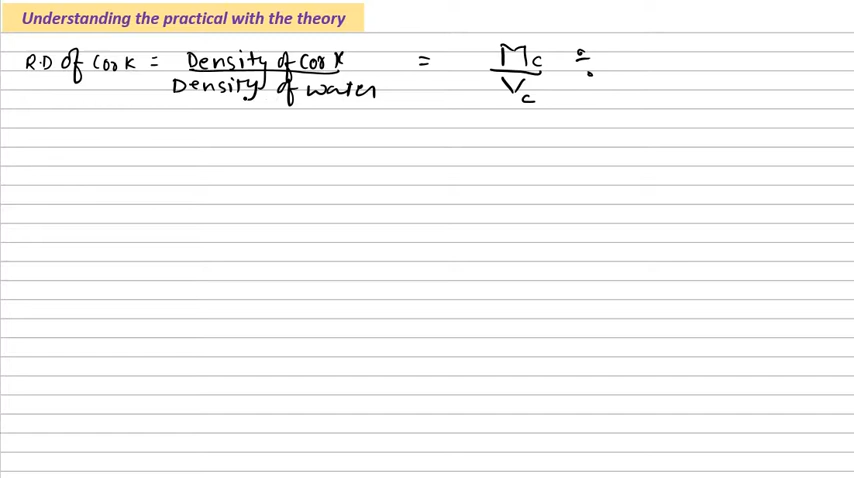 Understanding the practical with the theory
R.D of Cork = Density of Cork / Density of water = Mc / Vc ÷